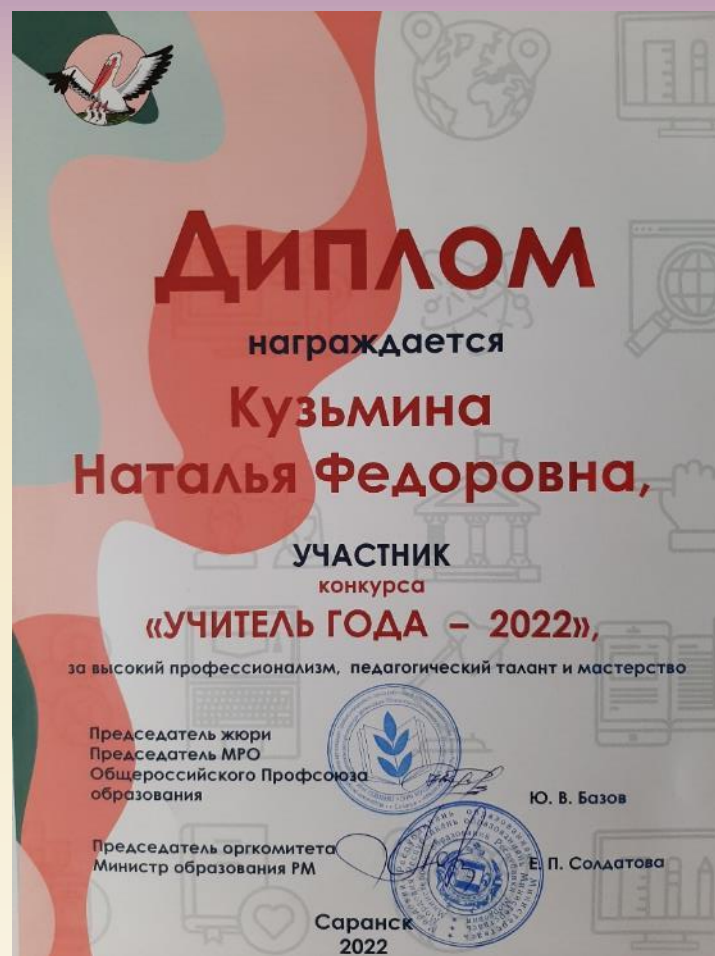 Диплом
награждается
Кузьмина
Наталья Федоровна,
УЧАСТНИК
конкурса
«УЧИТЕЛЬ ГОДА – 2022»,
за высокий профессионализм, педагогический талант и мастерство
Председатель жюри
Председатель МРО
Общероссийского Профсоюза
образования
Ю. В. Базов
Председатель оргкомитета
Министр образования РМ
Е. П. Солдатова
Саранск
2022